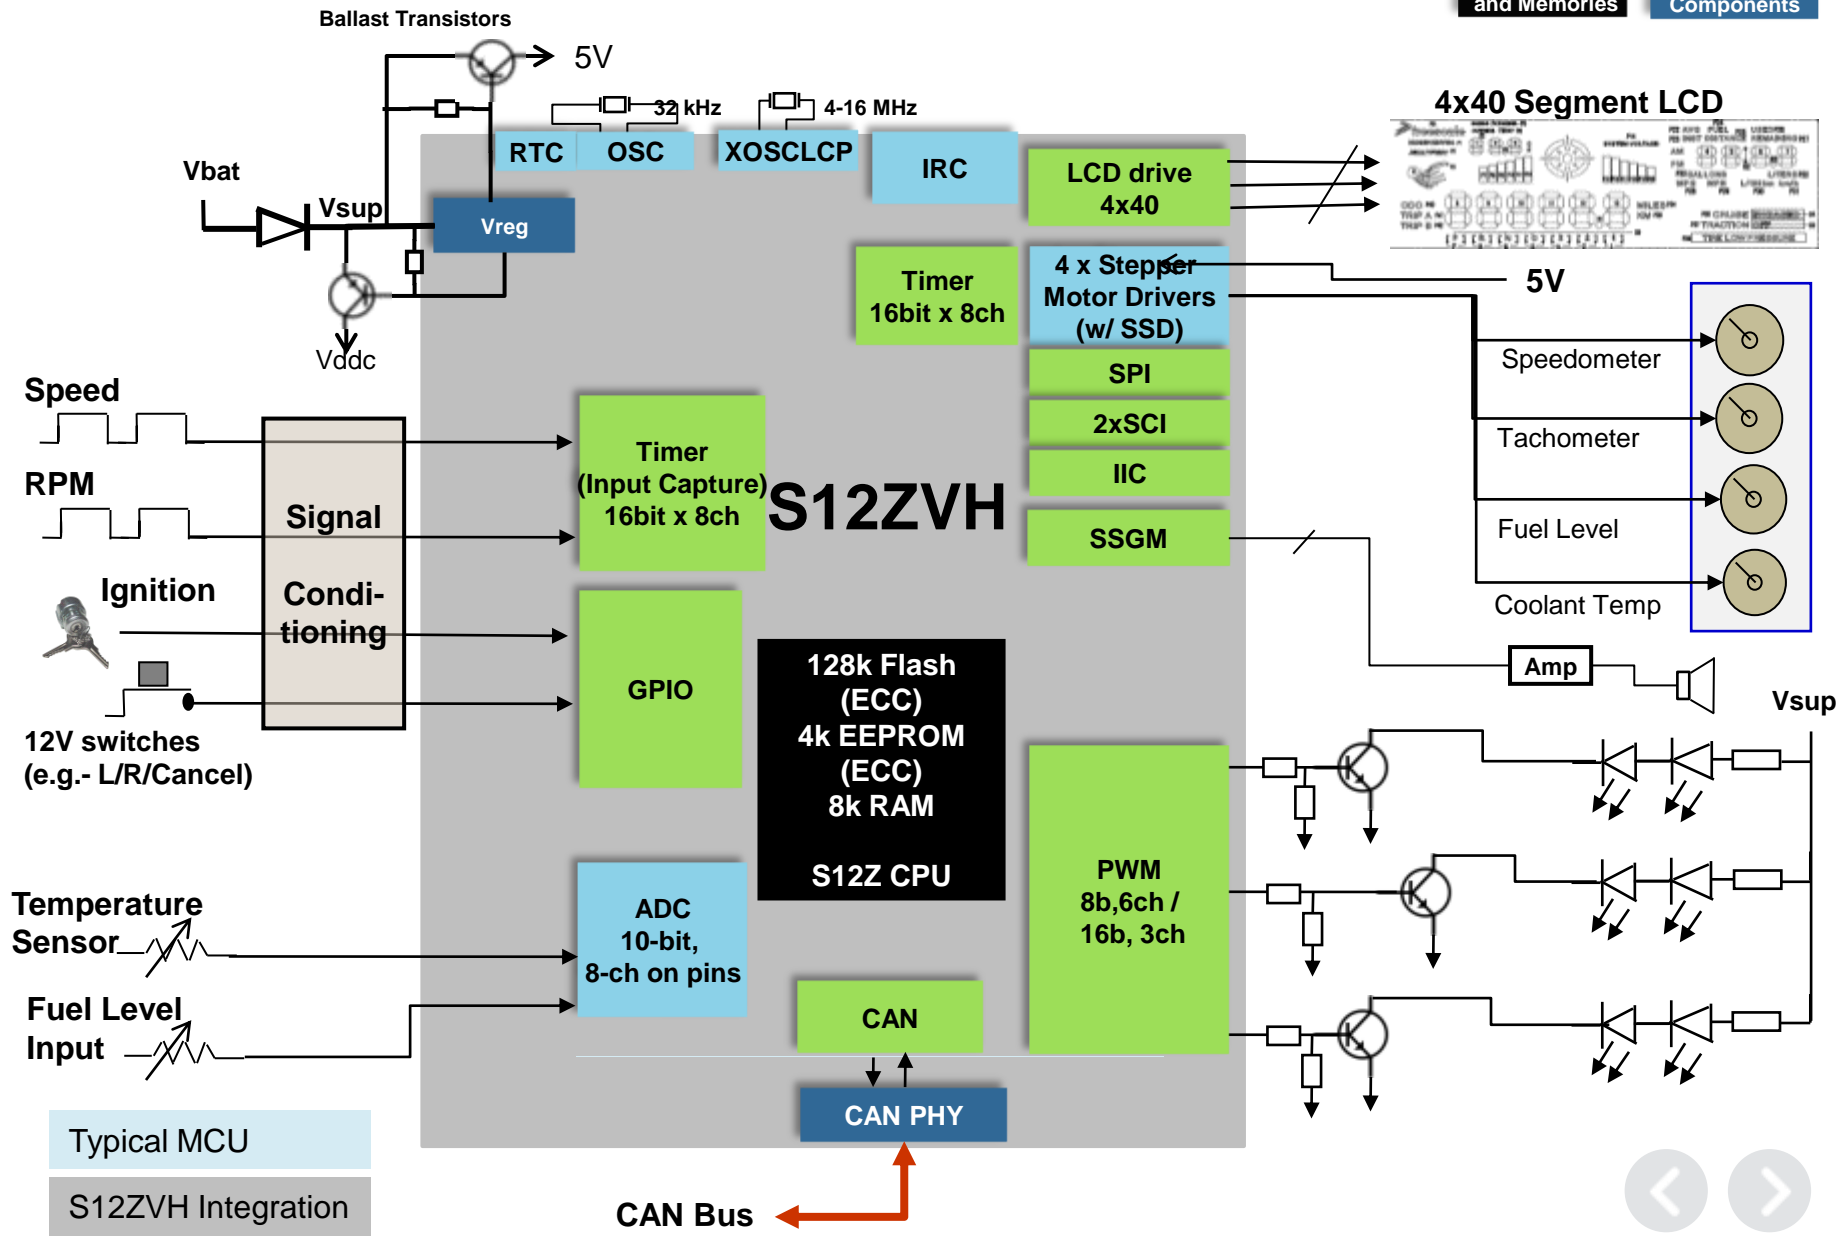 Ballast Transistors
and Memories
Components
5V
32 kHz
4-16 MHz
4x40 Segment LCD
RTC
OSC
XOSCLCP
IRC
LCD drive
4x40
Vbat
Vsup
Vreg
Vddc
Timer
16bit x 8ch
4 x Stepper
Motor Drivers
(w/ SSD)
5V
SPI
2xSCI
IIC
SSGM
Speedometer
Tachometer
Fuel Level
Coolant Temp
Speed
RPM
Ignition
12V switches
(e.g.- L/R/Cancel)
Signal
Condi-
tioning
Timer
(Input Capture)
16bit x 8ch
S12ZVH
GPIO
128k Flash
(ECC)
4k EEPROM
(ECC)
8k RAM
S12Z CPU
Amp
Vsup
PWM
8b,6ch /
16b, 3ch
Temperature
Sensor
Fuel Level
Input
ADC
10-bit,
8-ch on pins
CAN
CAN PHY
CAN Bus
Typical MCU
S12ZVH Integration